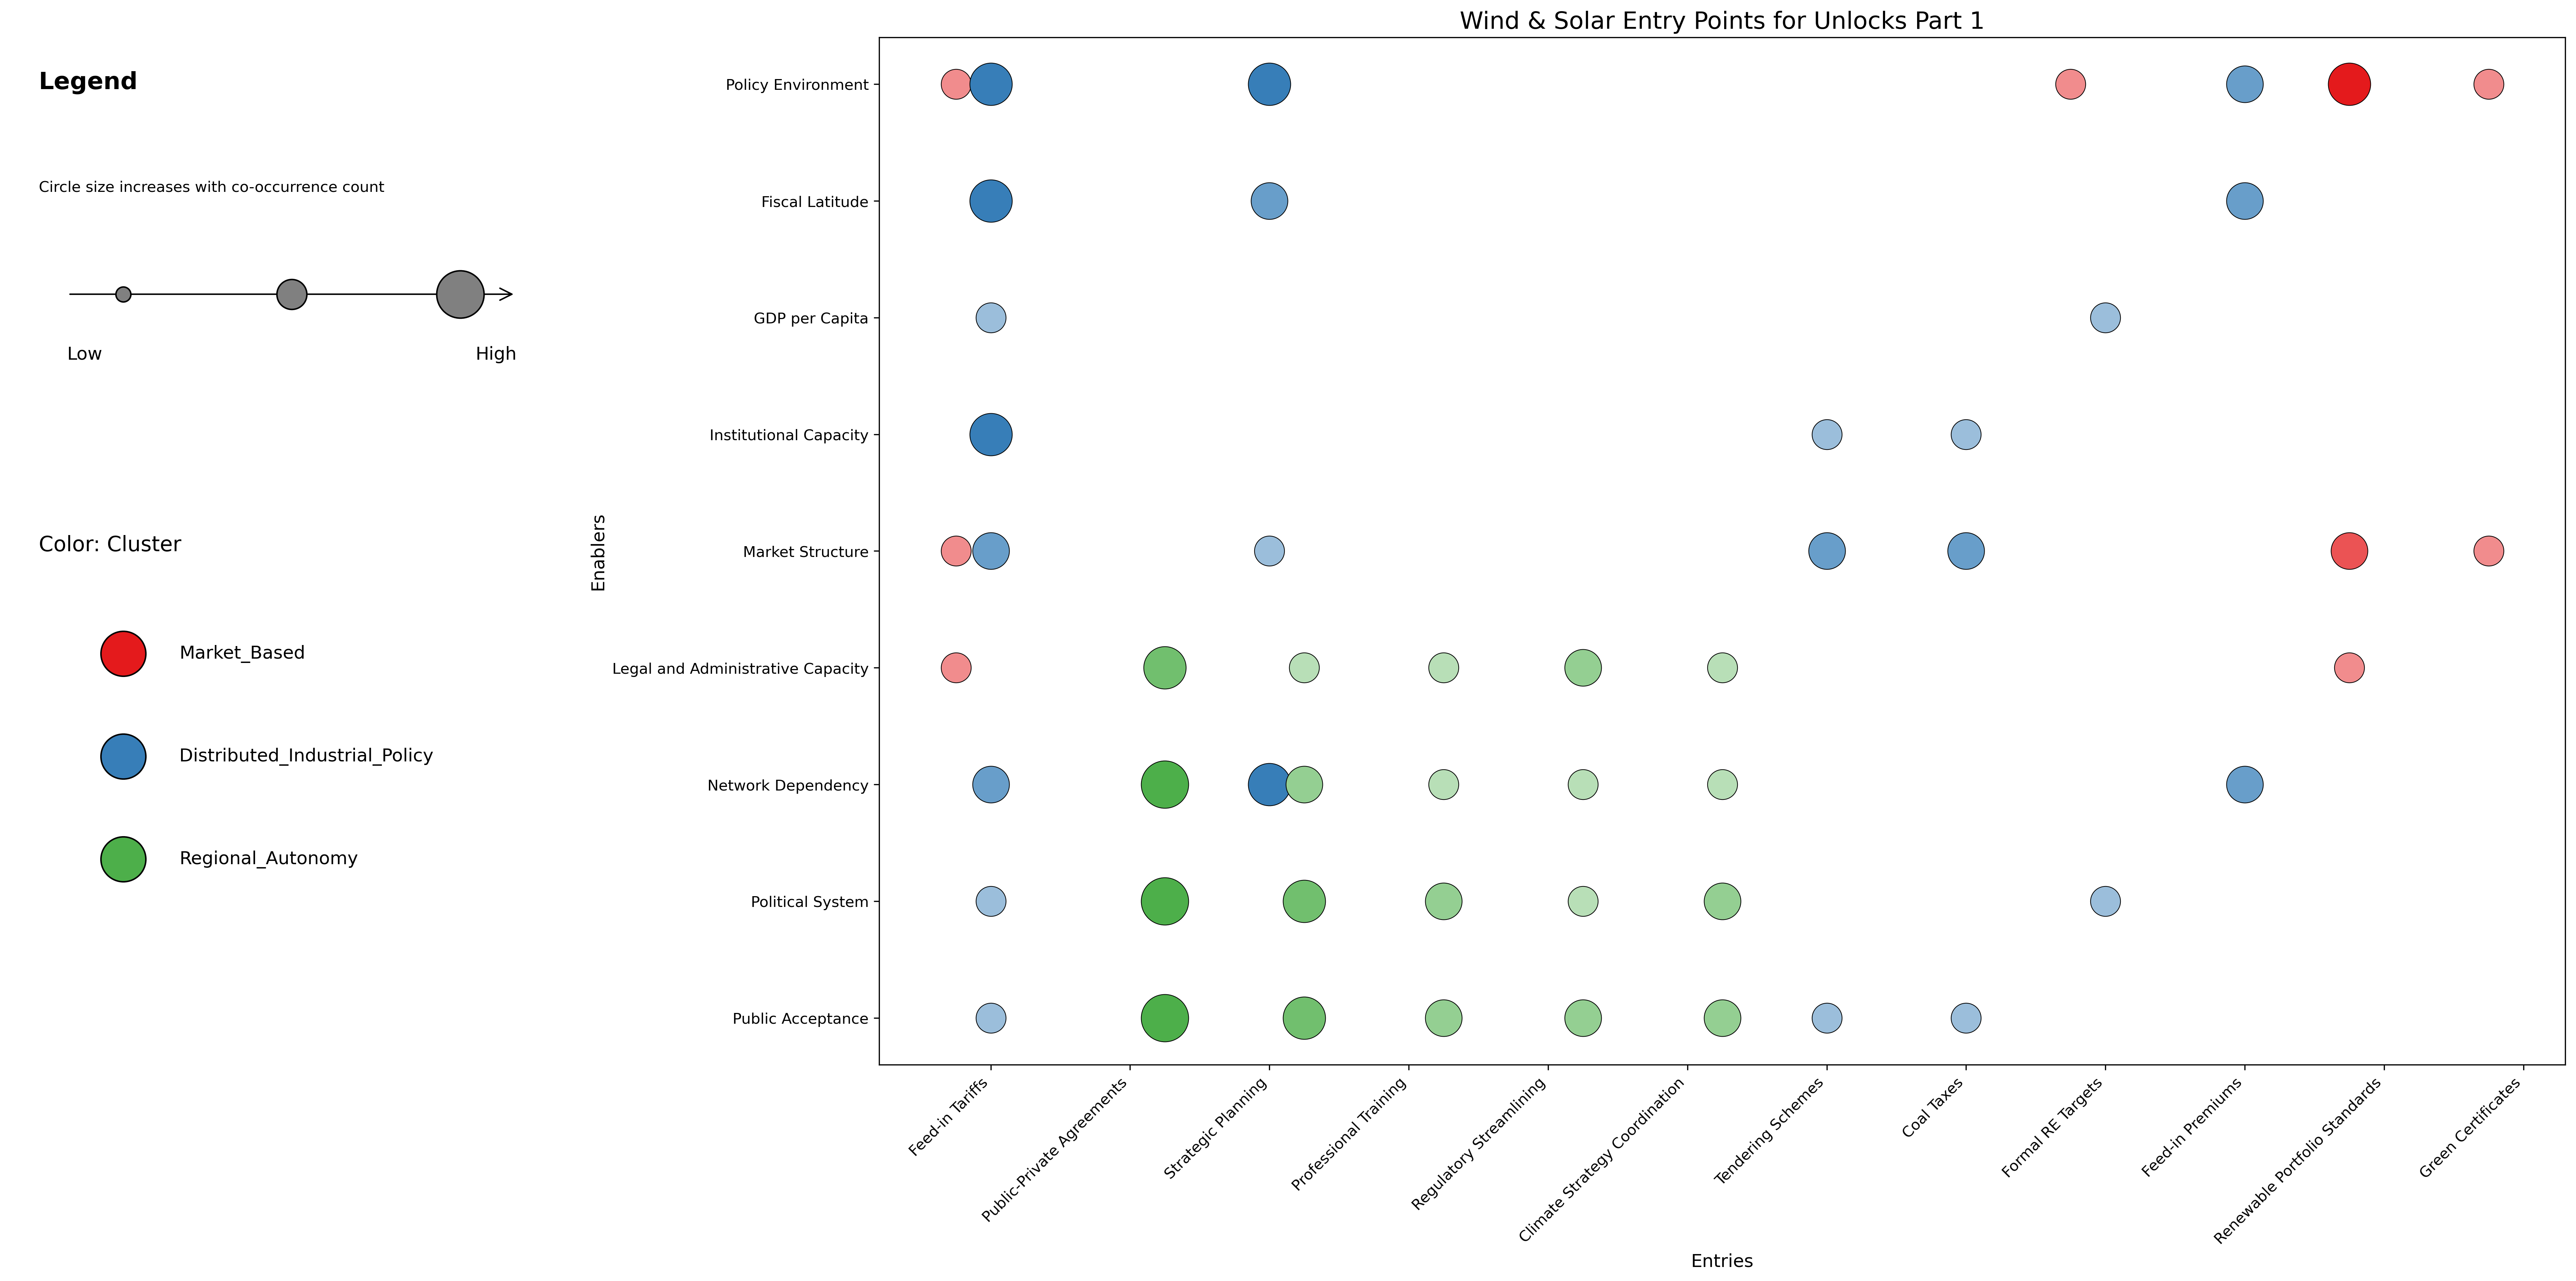 Wind & Solar Entry Points for Unlocks Part 1
Legend
Circle size increases with co-occurrence count
Low
High
Color: Cluster
Market_Based
Distributed_Industrial_Policy
Regional_Autonomy
Enablers
Policy Environment
Fiscal Latitude
GDP per Capita
Institutional Capacity
Market Structure
Legal and Administrative Capacity
Network Dependency
Political System
Public Acceptance
Feed-in Tariffs
Public-Private Agreements
Strategic Planning
Professional Training
Regulatory Streamlining
Climate Strategy Coordination
Tendering Schemes
Coal Taxes
Formal RE Targets
Feed-in Premiums
Renewable Portfolio Standards
Green Certificates
Entries